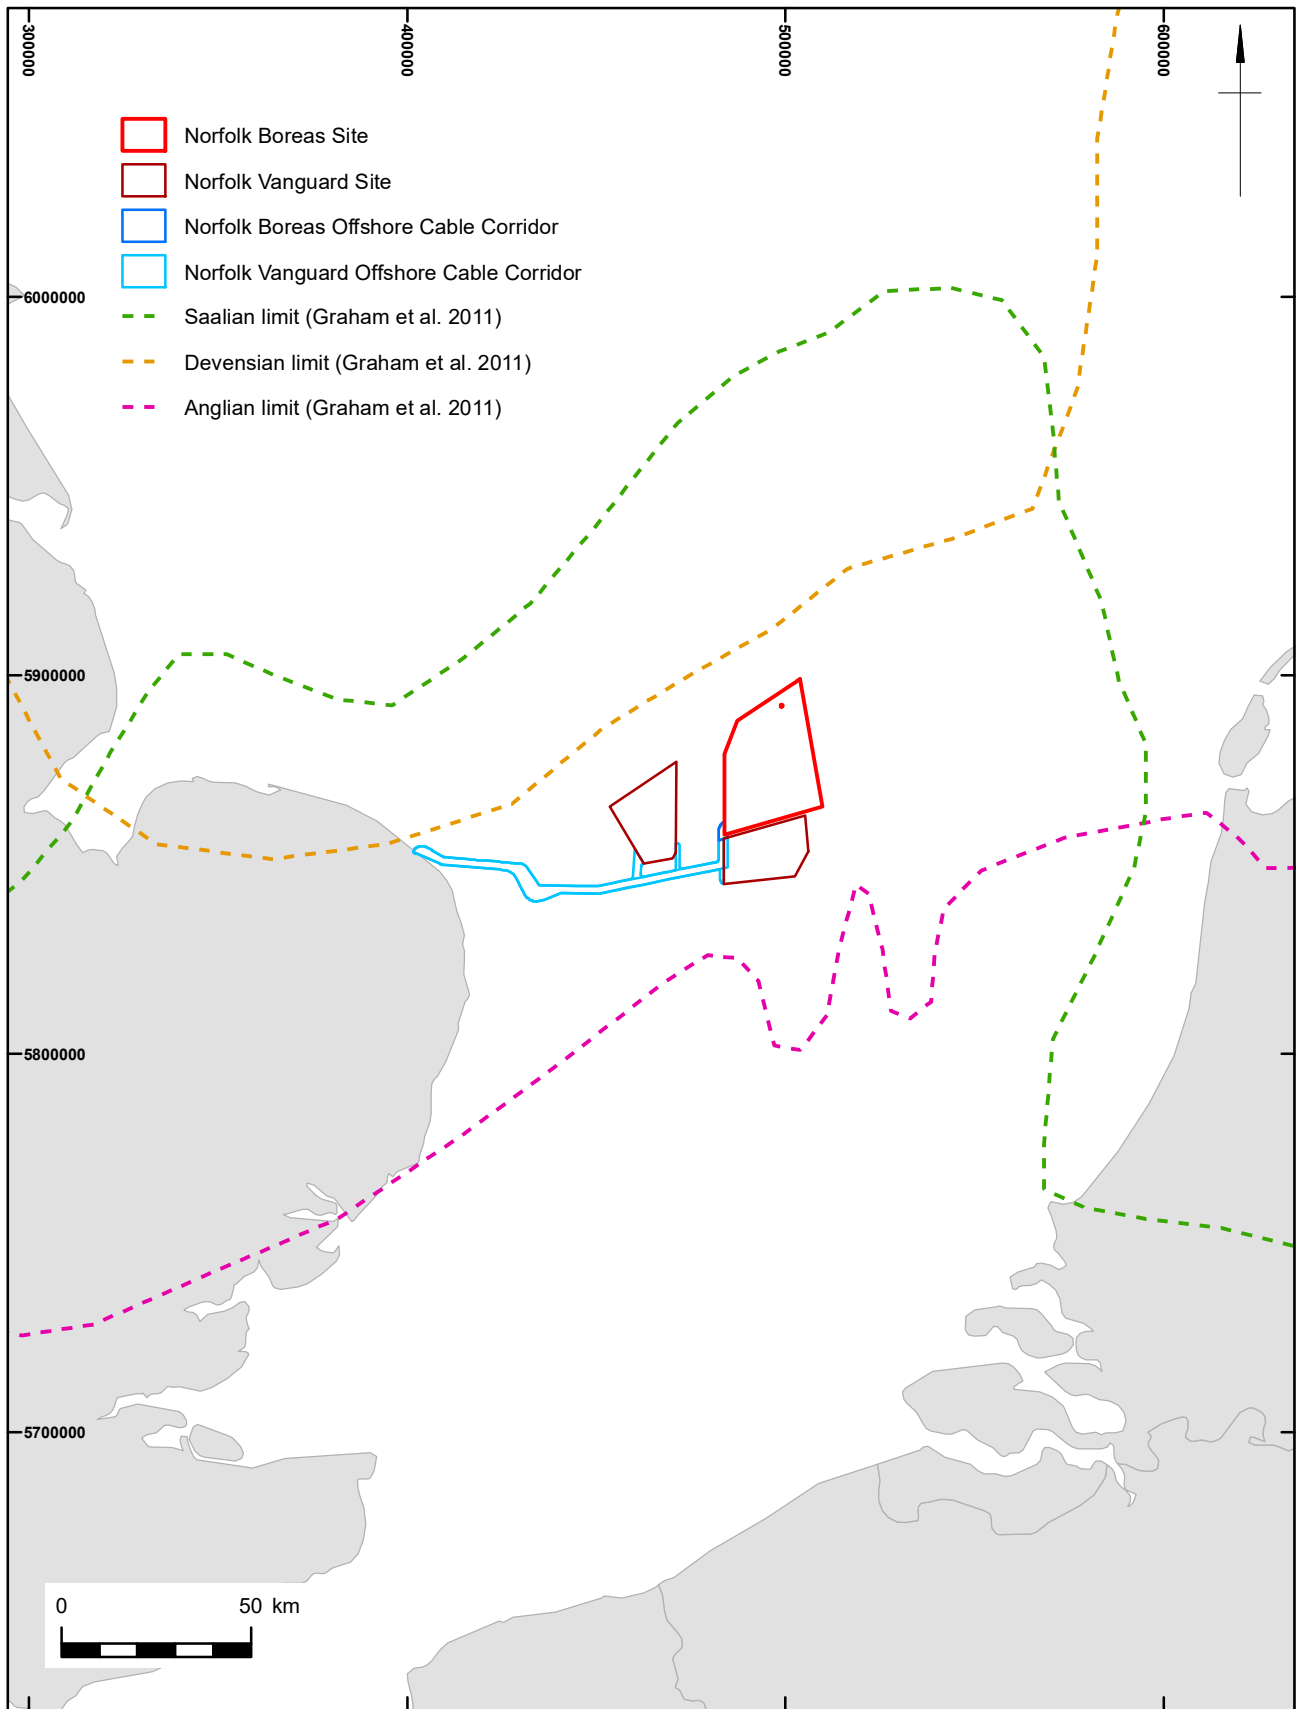 300000
400000
500000
600000
Norfolk Boreas Site
Norfolk Vanguard Site
Norfolk Boreas Offshore Cable Corridor
Norfolk Vanguard Offshore Cable Corridor
6000000
Saalian limit (Graham et al. 2011)
Devensian limit (Graham et al. 2011)
Anglian limit (Graham et al. 2011)
5900000
5800000
5700000
0 50 km